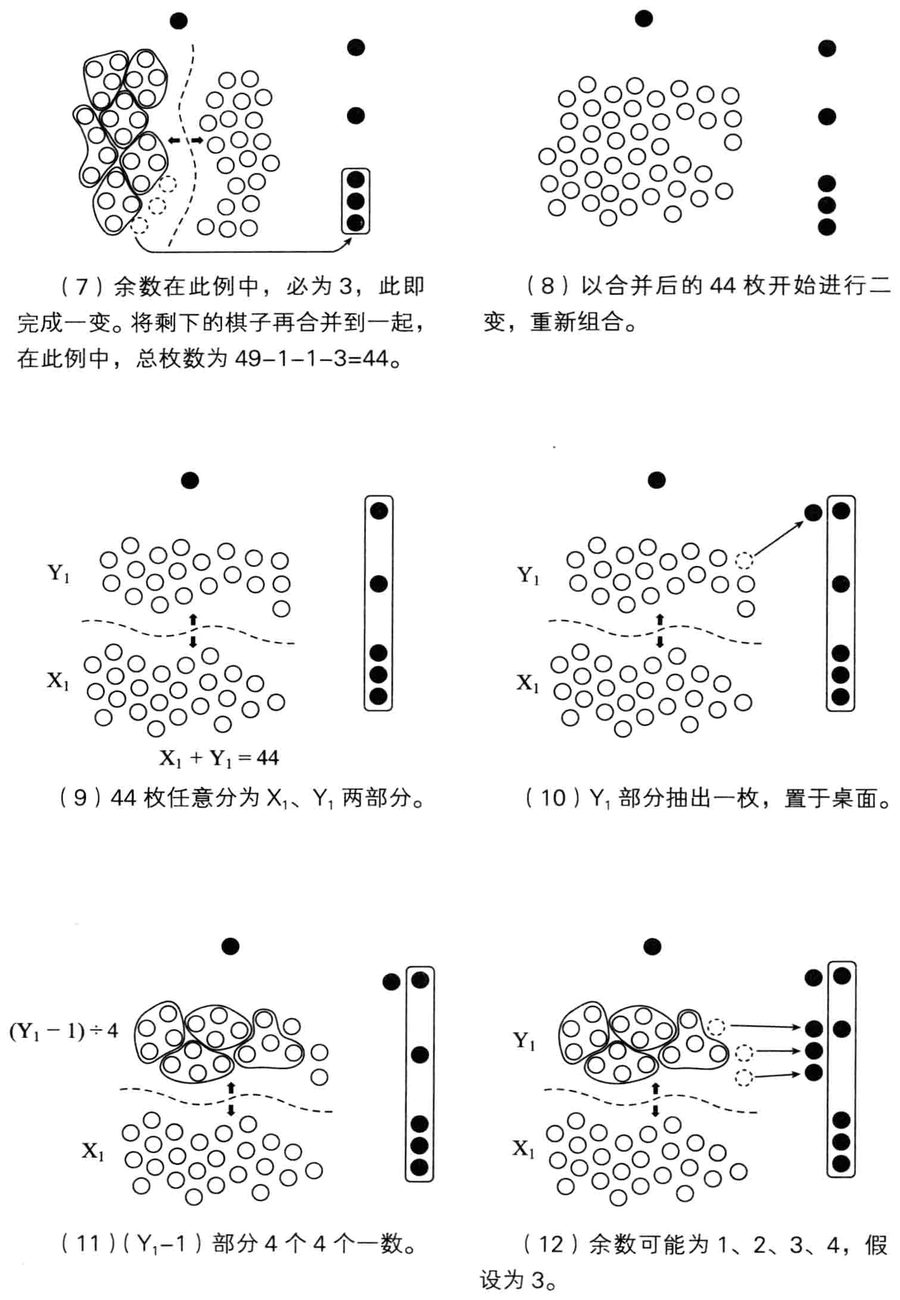 （7）余数在此例中，必为3，此即
完成一变。将剩下的棋子再合并到一起，
在此例中，总枚数为49–1–1–3=44。
（8）以合并后的44枚开始进行二
变，重新组合。
Y₁
X₁
X₁ + Y₁ = 44
（9）44枚任意分为X₁、Y₁两部分。
Y₁
X₁
（10）Y₁部分抽出一枚，置于桌面。
(Y₁ − 1) ÷ 4
X₁
（11）(Y₁–1）部分4个4个一数。
Y₁
X₁
（12）余数可能为1、2、3、4，假
设为3。